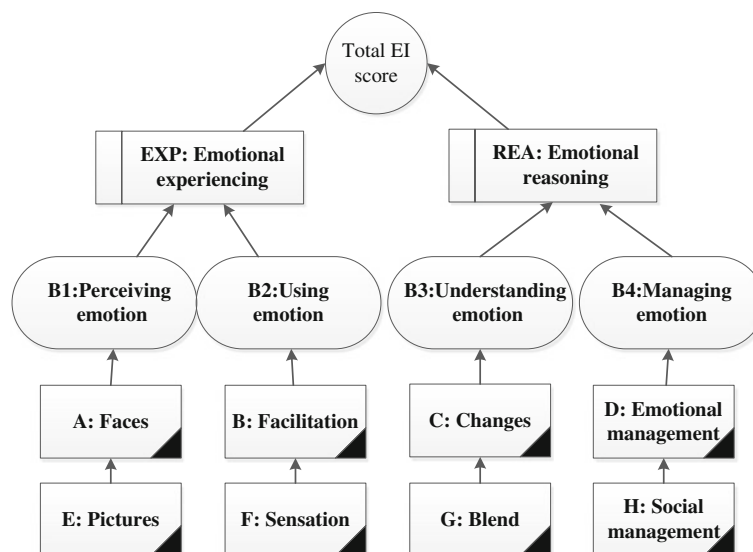 Total EI
score
EXP: Emotional
experiencing
REA: Emotional
reasoning
B1:Perceiving
emotion
B2:Using
emotion
B3:Understanding
emotion
B4:Managing
emotion
A: Faces
B: Facilitation
C: Changes
D: Emotional
management
E: Pictures
F: Sensation
G: Blend
H: Social
management